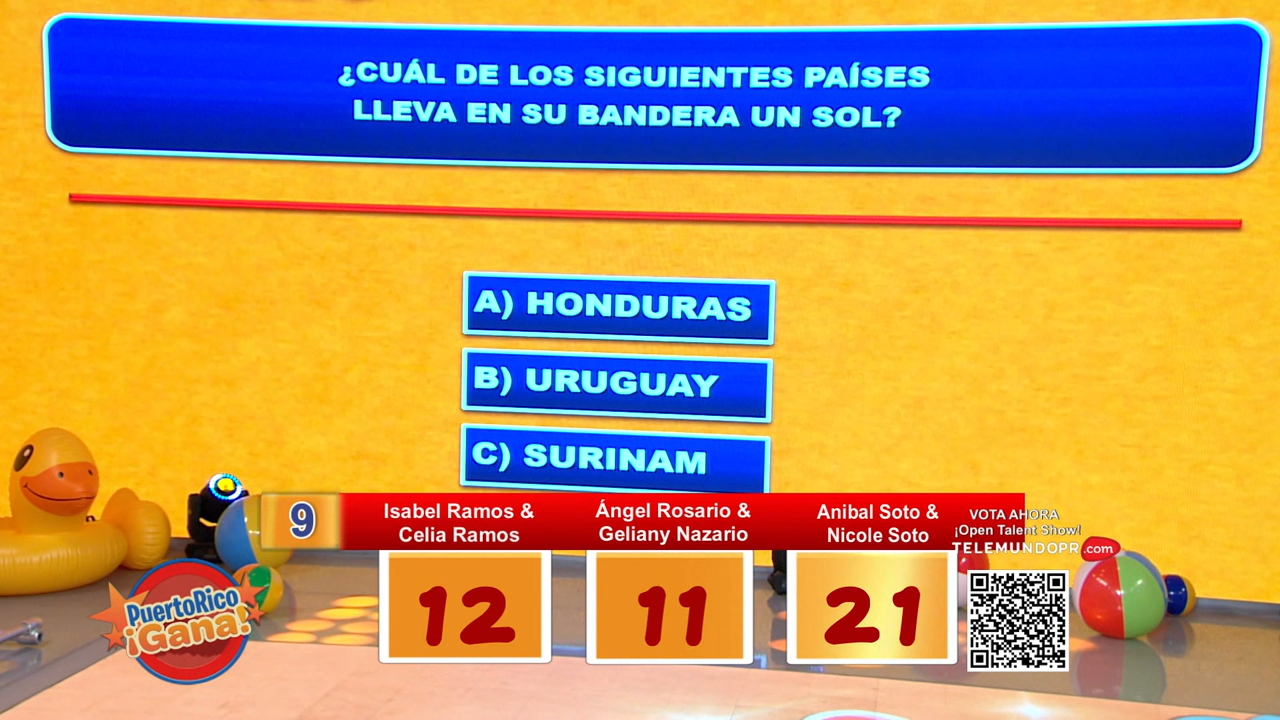 ¿CUÁL DE LOS SIGUIENTES PAÍSES
LLEVA EN SU BANDERA UN SOL?
A) HONDURAS
B) URUGUAY
C) SURINAM
9
Isabel Ramos &
Celia Ramos
Ángel Rosario &
Geliany Nazario
Anibal Soto &
Nicole Soto
12
11
21
VOTA AHORA
¡Open Talent Show!
TELEMUNDOPR.com
PuertoRico
¡Gana!